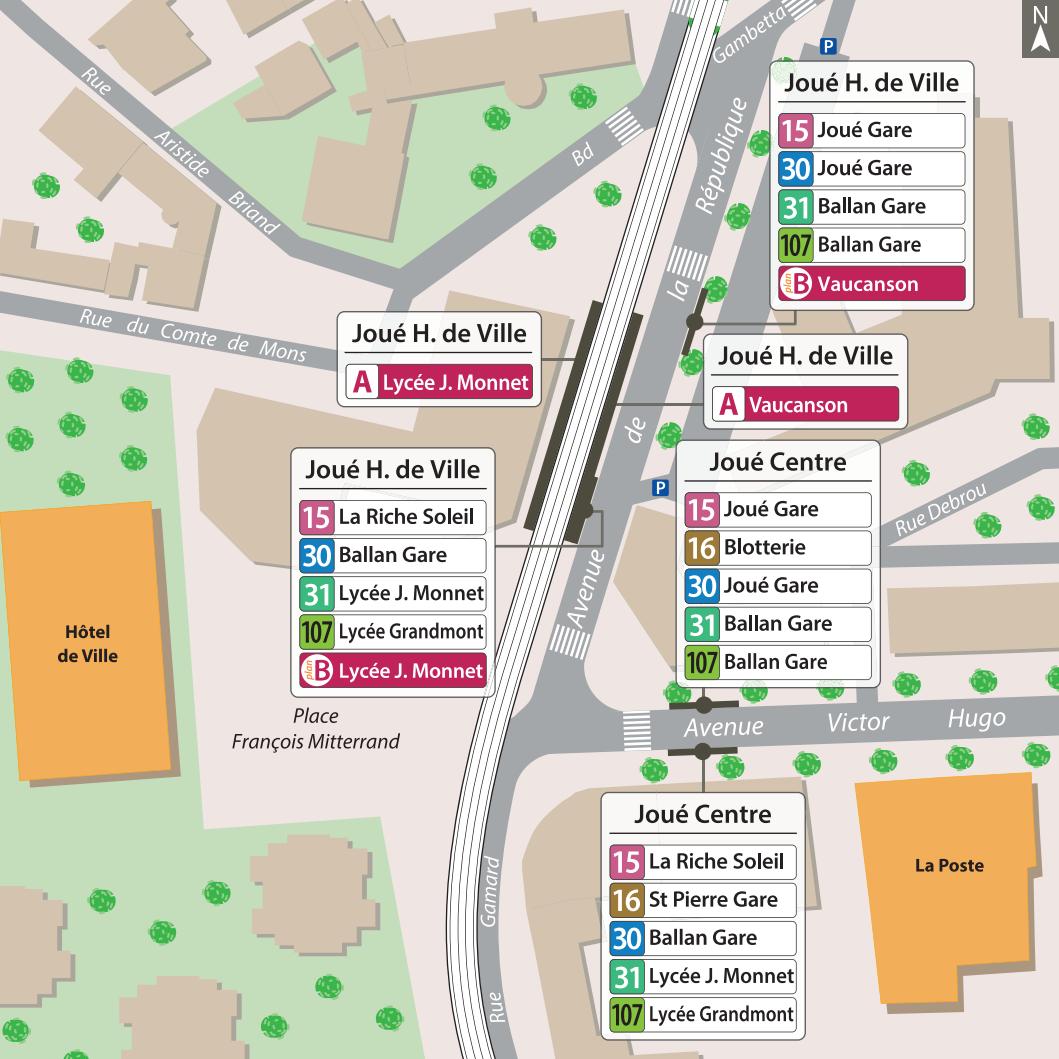 N
Gambetta
P
Rue
Aristide
Briand
Bd
République
la
de
Avenue
Joué H. de Ville
15 Joué Gare
30 Joué Gare
31 Ballan Gare
107 Ballan Gare
plan B Vaucanson
Rue du Comte de Mons
Joué H. de Ville
A Lycée J. Monnet
Joué H. de Ville
A Vaucanson
Joué H. de Ville
15 La Riche Soleil
30 Ballan Gare
31 Lycée J. Monnet
107 Lycée Grandmont
plan B Lycée J. Monnet
P
Joué Centre
15 Joué Gare
16 Blotterie
30 Joué Gare
31 Ballan Gare
107 Ballan Gare
Rue Debrou
Hôtel
de Ville
Place
François Mitterrand
Avenue Victor Hugo
Joué Centre
15 La Riche Soleil
16 St Pierre Gare
30 Ballan Gare
31 Lycée J. Monnet
107 Lycée Grandmont
La Poste
Rue Gamard